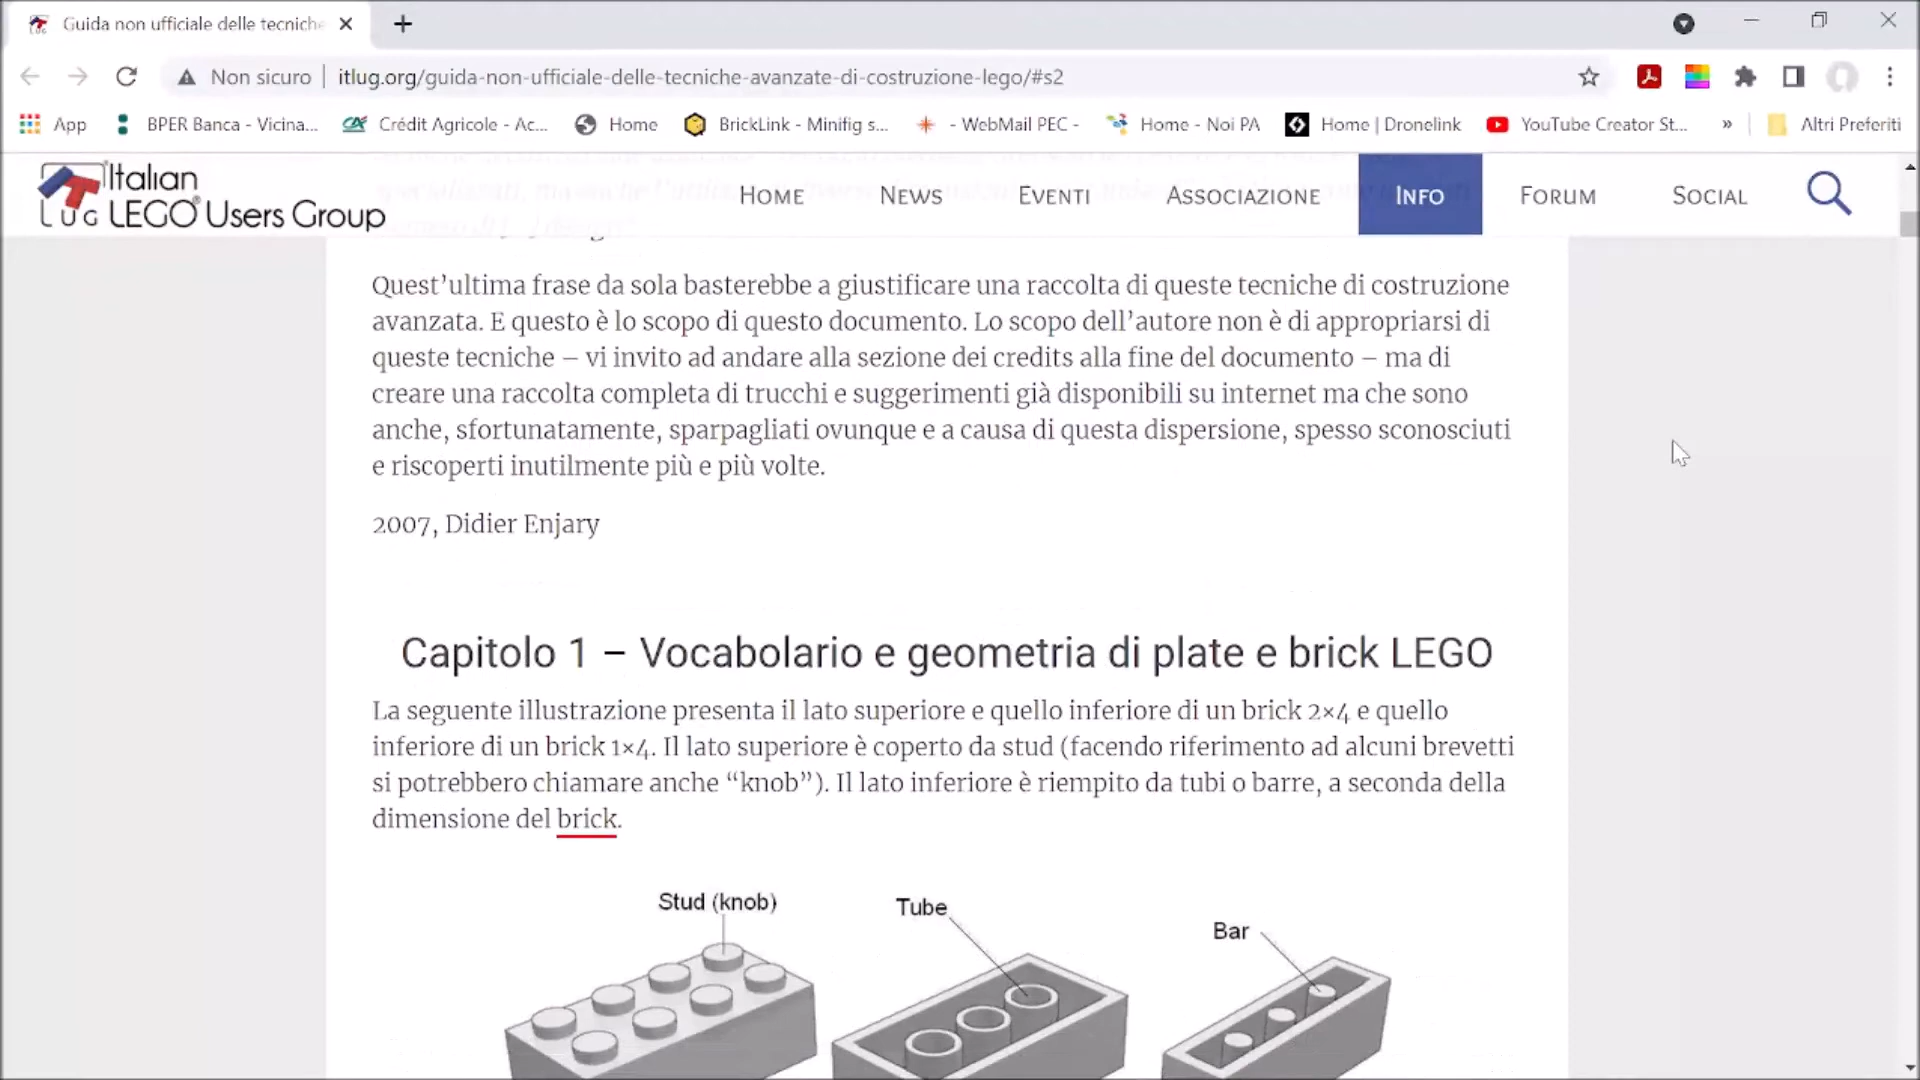 Guida non ufficiale delle tecniche
Non sicuro itlug.org/guida-non-ufficiale-delle-tecniche-avanzate-di-costruzione-lego/#s2
App BPER Banca - Vicina... Crédit Agricole - Ac... Home BrickLink - Minifig s... - WebMail PEC - Home - Noi PA Home | Dronelink YouTube Creator St... » Altri Preferiti
Italian
LUG LEGO® Users Group
HOME NEWS EVENTI ASSOCIAZIONE INFO FORUM SOCIAL
Quest’ultima frase da sola basterebbe a giustificare una raccolta di queste tecniche di costruzione
avanzata. E questo è lo scopo di questo documento. Lo scopo dell’autore non è di appropriarsi di
queste tecniche – vi invito ad andare alla sezione dei credits alla fine del documento – ma di
creare una raccolta completa di trucchi e suggerimenti già disponibili su internet ma che sono
anche, sfortunatamente, sparpagliati ovunque e a causa di questa dispersione, spesso sconosciuti
e riscoperti inutilmente più e più volte.
2007, Didier Enjary
Capitolo 1 – Vocabolario e geometria di plate e brick LEGO
La seguente illustrazione presenta il lato superiore e quello inferiore di un brick 2×4 e quello
inferiore di un brick 1×4. Il lato superiore è coperto da stud (facendo riferimento ad alcuni brevetti
si potrebbero chiamare anche “knob”). Il lato inferiore è riempito da tubi o barre, a seconda della
dimensione del brick.
Stud (knob)
Tube
Bar